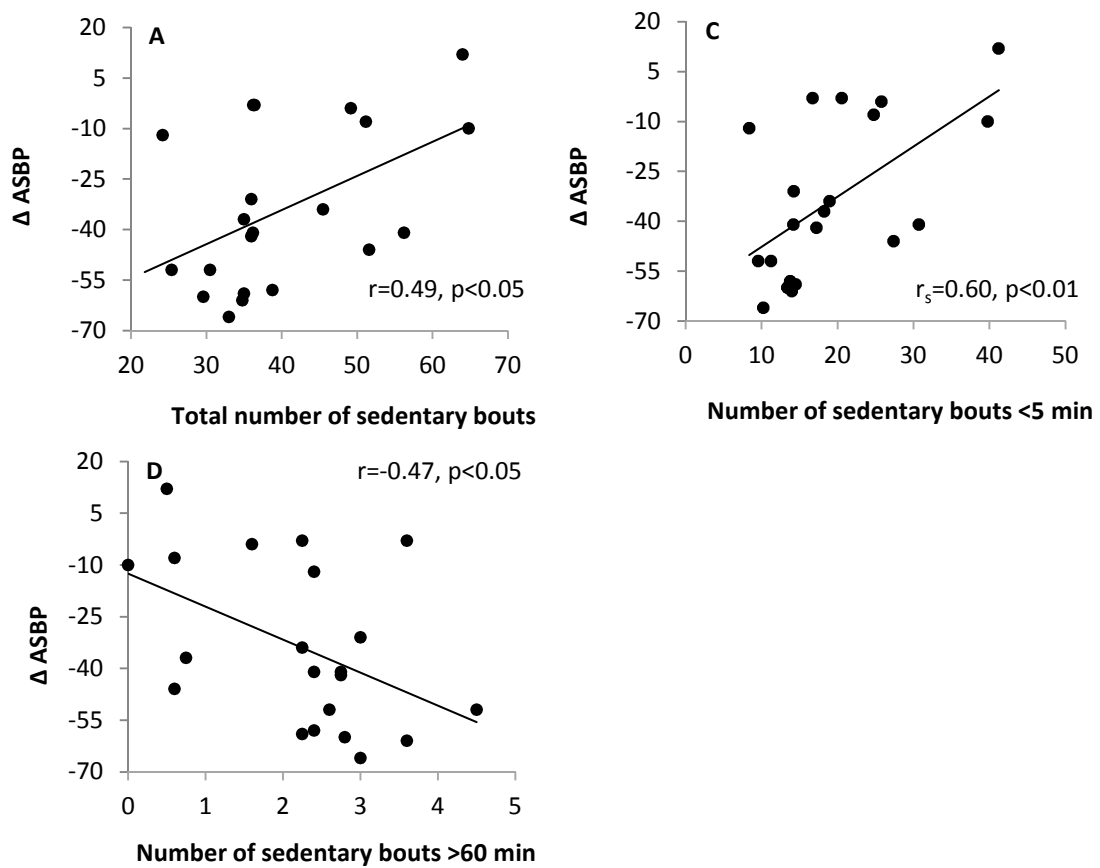 A
20
5
-10
-25
-40
-55
-70
Δ ASBP
r=0.49, p<0.05
20 30 40 50 60 70
Total number of sedentary bouts
C
20
5
-10
-25
-40
-55
-70
Δ ASBP
rₛ=0.60, p<0.01
0 10 20 30 40 50
Number of sedentary bouts <5 min
D
r=-0.47, p<0.05
20
5
-10
-25
-40
-55
-70
Δ ASBP
0 1 2 3 4 5
Number of sedentary bouts >60 min